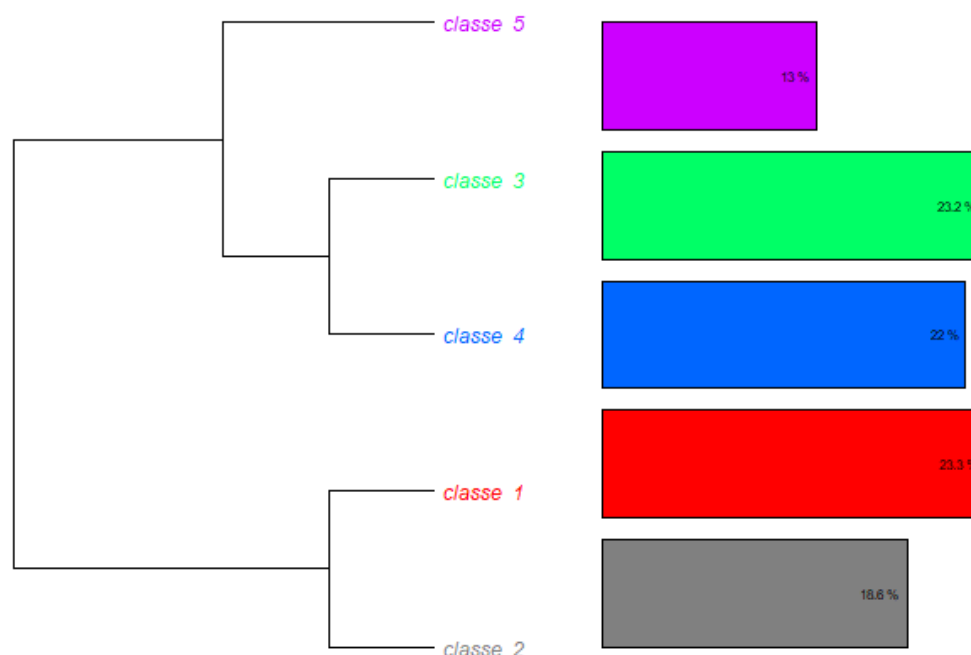 classe 5
13 %
classe 3
23.2 %
classe 4
22 %
classe 1
23.3 %
classe 2
18.6 %